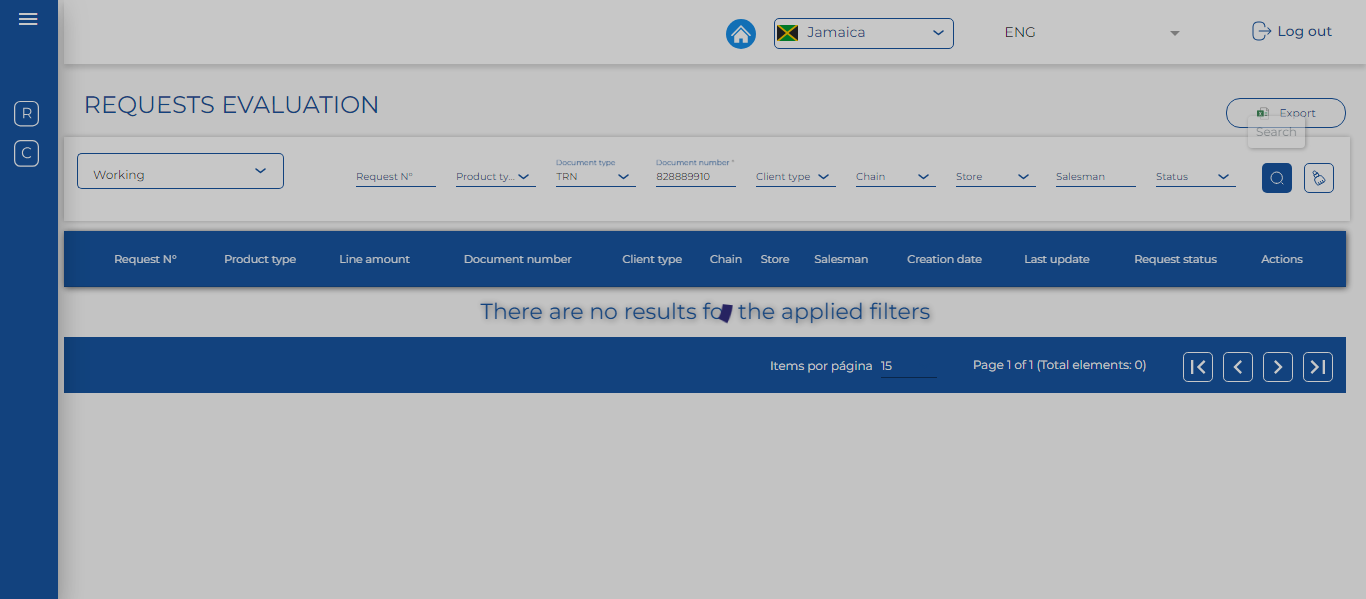 Jamaica
ENG
Log out
R
C
REQUESTS EVALUATION
Export
Search
Working
Request N°
Product ty...
Document type
TRN
Document number *
828889910
Client type
Chain
Store
Salesman
Status
Request N° Product type Line amount Document number Client type Chain Store Salesman Creation date Last update Request status Actions
There are no results for the applied filters
Items por página 15 Page 1 of 1 (Total elements: 0)